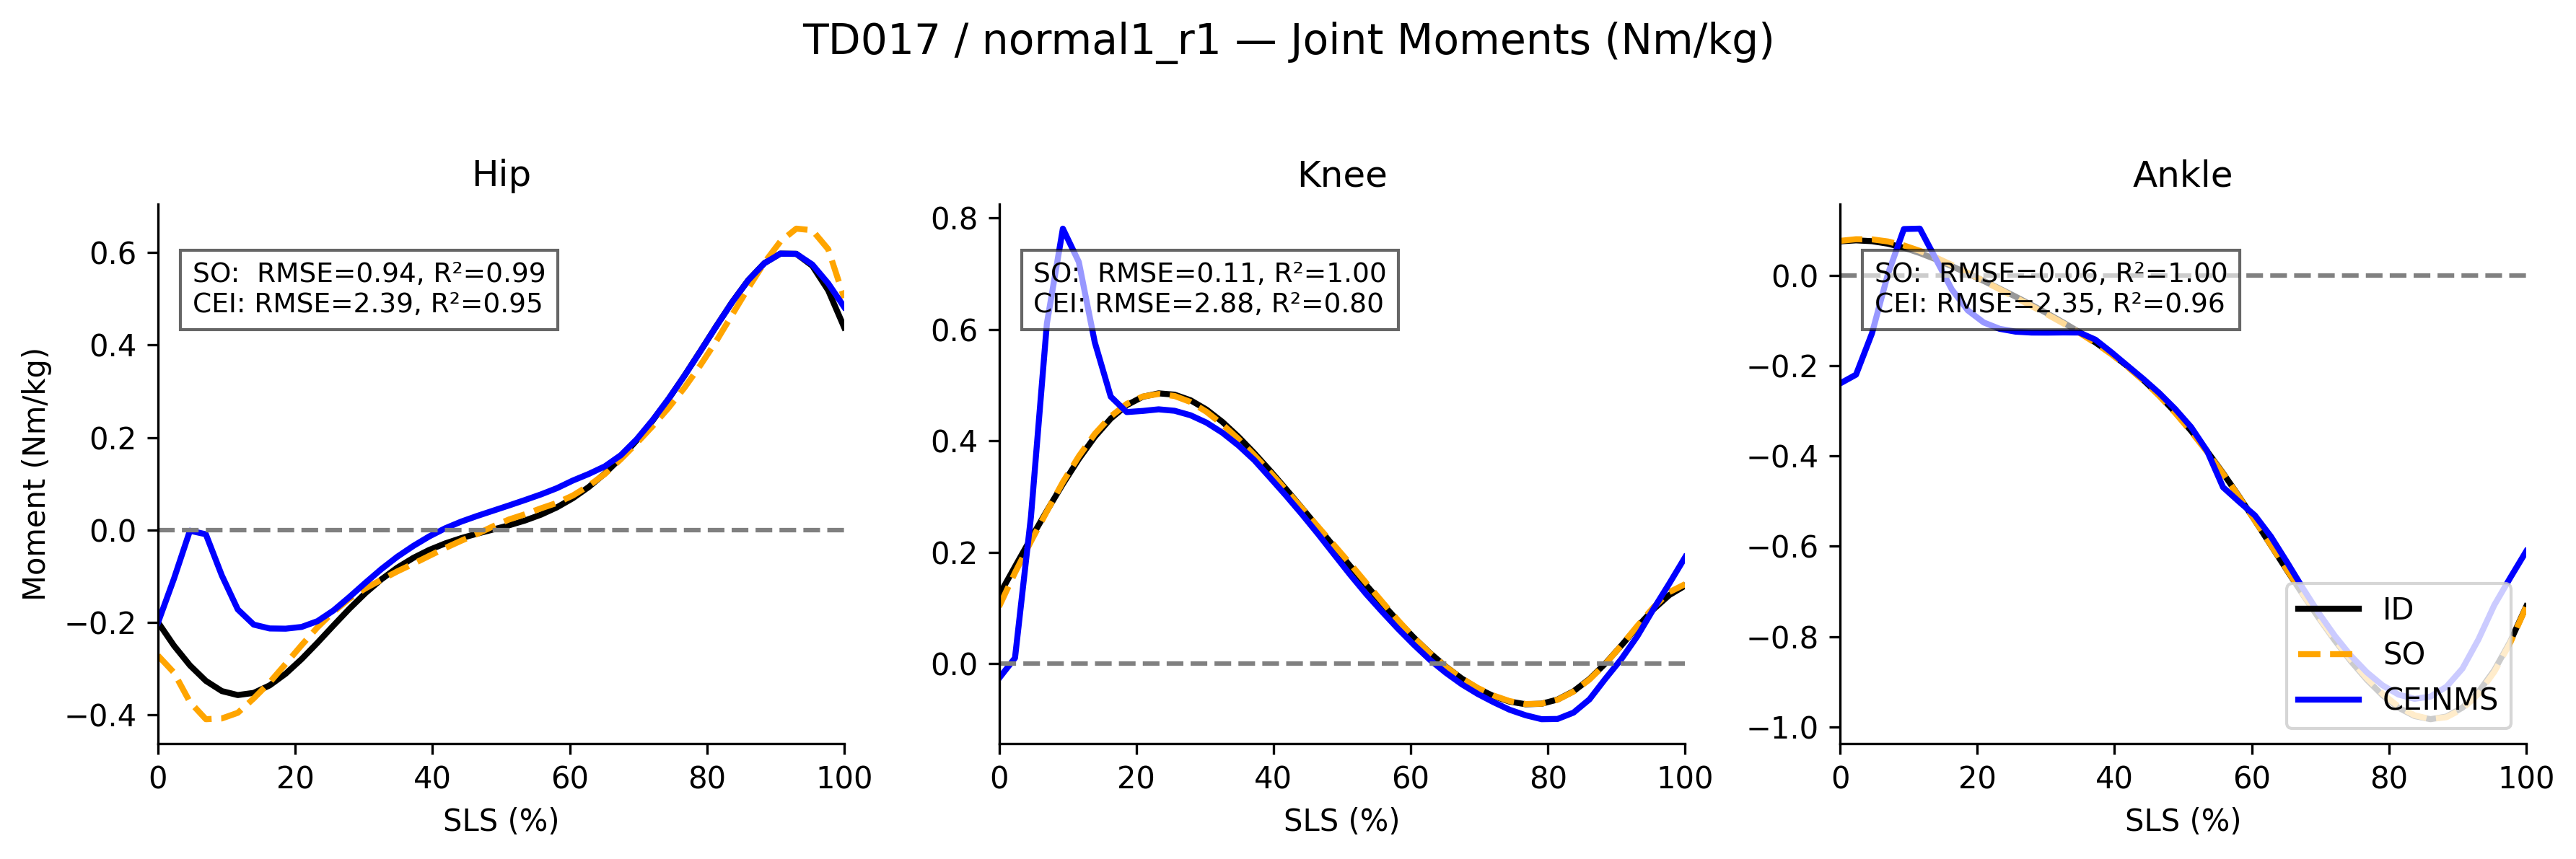 TD017 / normal1_r1 — Joint Moments (Nm/kg)
Hip
Moment (Nm/kg)
0.6
0.4
0.2
0.0
−0.2
−0.4
SO:  RMSE=0.94, R²=0.99
CEI: RMSE=2.39, R²=0.95
0 20 40 60 80 100
SLS (%)
Knee
0.8
0.6
0.4
0.2
0.0
SO:  RMSE=0.11, R²=1.00
CEI: RMSE=2.88, R²=0.80
0 20 40 60 80 100
SLS (%)
Ankle
0.0
−0.2
−0.4
−0.6
−0.8
−1.0
SO:  RMSE=0.06, R²=1.00
CEI: RMSE=2.35, R²=0.96
ID
SO
CEINMS
0 20 40 60 80 100
SLS (%)